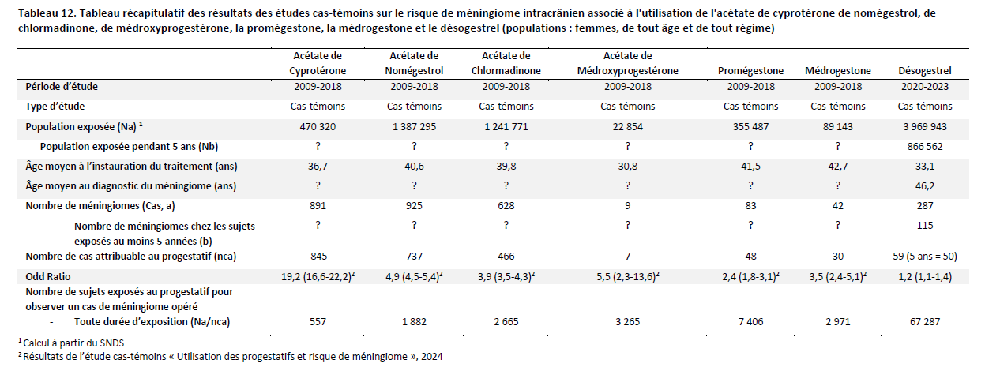 Tableau 12. Tableau récapitulatif des résultats des études cas-témoins sur le risque de méningiome intracrânien associé à l'utilisation de l'acétate de cyprotérone de nomégestrol, de
chlormadinone, de médroxyprogestérone, la promégestone, la médrogestone et le désogestrel (populations : femmes, de tout âge et de tout régime)
Acétate de Cyprotérone Acétate de Nomégestrol Acétate de Chlormadinone Acétate de Médroxyprogestérone Promégestone Médrogestone Désogestrel
Période d'étude 2009-2018 2009-2018 2009-2018 2009-2018 2009-2018 2009-2018 2020-2023
Type d'étude Cas-témoins Cas-témoins Cas-témoins Cas-témoins Cas-témoins Cas-témoins Cas-témoins
Population exposée (Na) ¹ 470 320 1 387 295 1 241 771 22 854 355 487 89 143 3 969 943
Population exposée pendant 5 ans (Nb) ? ? ? ? ? ? 866 562
Âge moyen à l'instauration du traitement (ans) 36,7 40,6 39,8 30,8 41,5 42,7 33,1
Âge moyen au diagnostic du méningiome (ans) ? ? ? ? ? ? 46,2
Nombre de méningiomes (Cas, a) 891 925 628 9 83 42 287
- Nombre de méningiomes chez les sujets ? ? ? ? ? ? 115
exposés au moins 5 années (b)
Nombre de cas attribuable au progestatif (nca) 845 737 466 7 48 30 59 (5 ans = 50)
Odd Ratio 19,2 (16,6-22,2)² 4,9 (4,5-5,4)² 3,9 (3,5-4,3)² 5,5 (2,3-13,6)² 2,4 (1,8-3,1)² 3,5 (2,4-5,1)² 1,2 (1,1-1,4)
Nombre de sujets exposés au progestatif pour
observer un cas de méningiome opéré
- Toute durée d'exposition (Na/nca) 557 1 882 2 665 3 265 7 406 2 971 67 287
¹ Calcul à partir du SNDS
² Résultats de l'étude cas-témoins « Utilisation des progestatifs et risque de méningiome », 2024